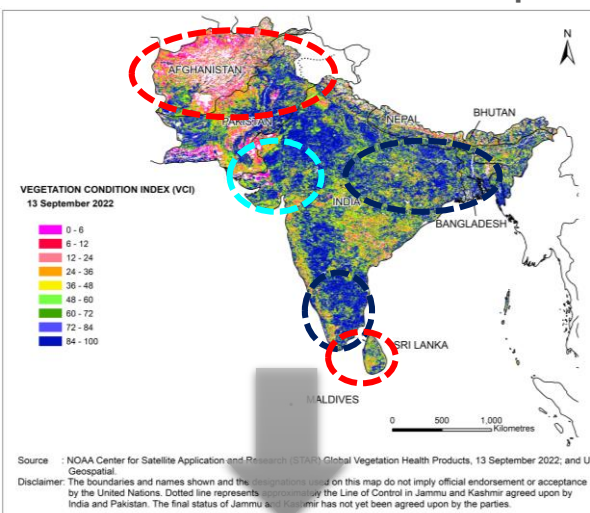 N
AFGHANISTAN
PAKISTAN
NEPAL
BHUTAN
VEGETATION CONDITION INDEX (VCI)
13 September 2022
INDIA
BANGLADESH
0 - 6
6 - 12
12 - 24
24 - 36
36 - 48
48 - 60
60 - 72
72 - 84
84 - 100
SRI LANKA
MALDIVES
0 500 1,000
Kilometres
Source : NOAA Center for Satellite Application and Research (STAR) Global Vegetation Health Products, 13 September 2022; and U
Geospatial.
Disclaimer: The boundaries and names shown and the designations used on this map do not imply official endorsement or acceptance
by the United Nations. Dotted line represents approximately the Line of Control in Jammu and Kashmir agreed upon by
India and Pakistan. The final status of Jammu and Kashmir has not yet been agreed upon by the parties.